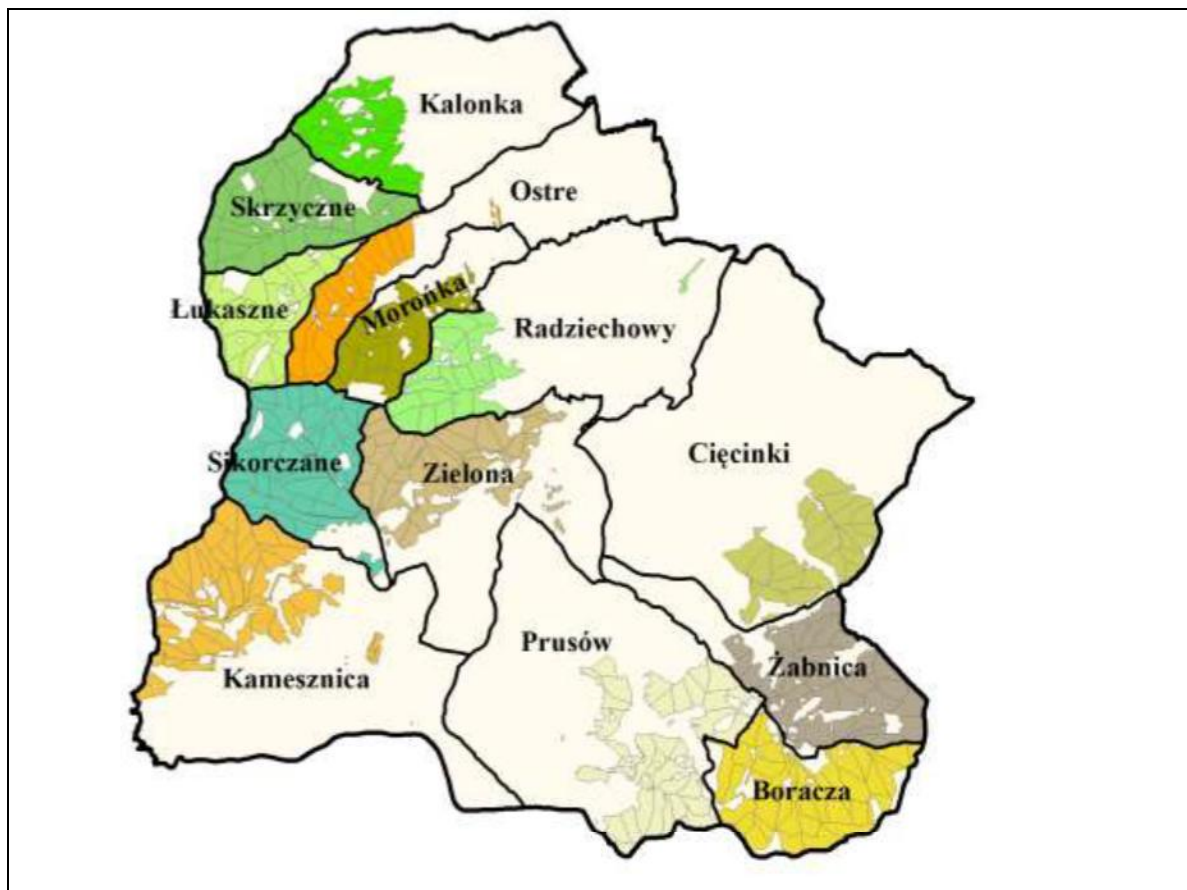 Kalonka
Ostre
Skrzyczne
Łukaszne
Morońka
Radziechowy
Sikorczane
Zielona
Cięcinki
Prusów
Żabnica
Kamesznica
Boracza